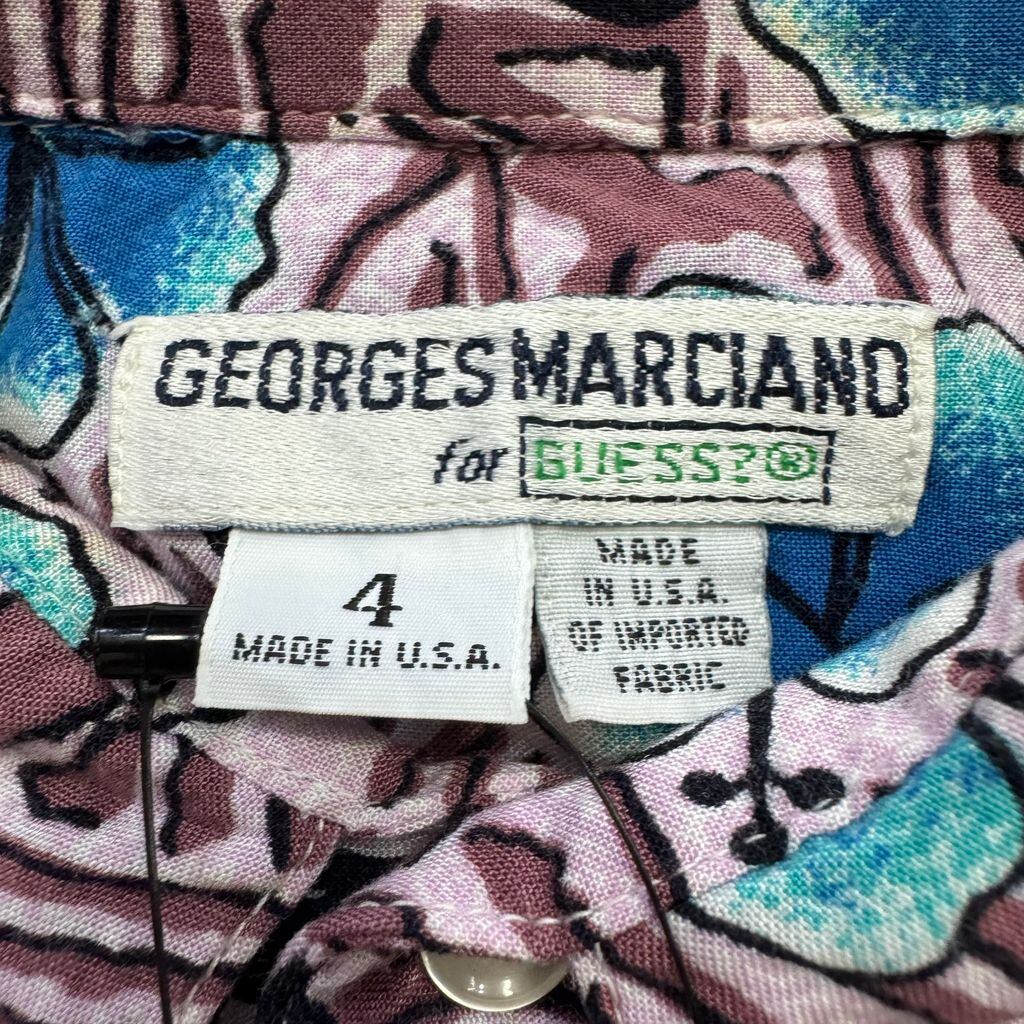 GEORGES MARCIANO
for GUESS?®
4
MADE IN U.S.A.
MADE
IN U.S.A.
OF IMPORTED
FABRIC